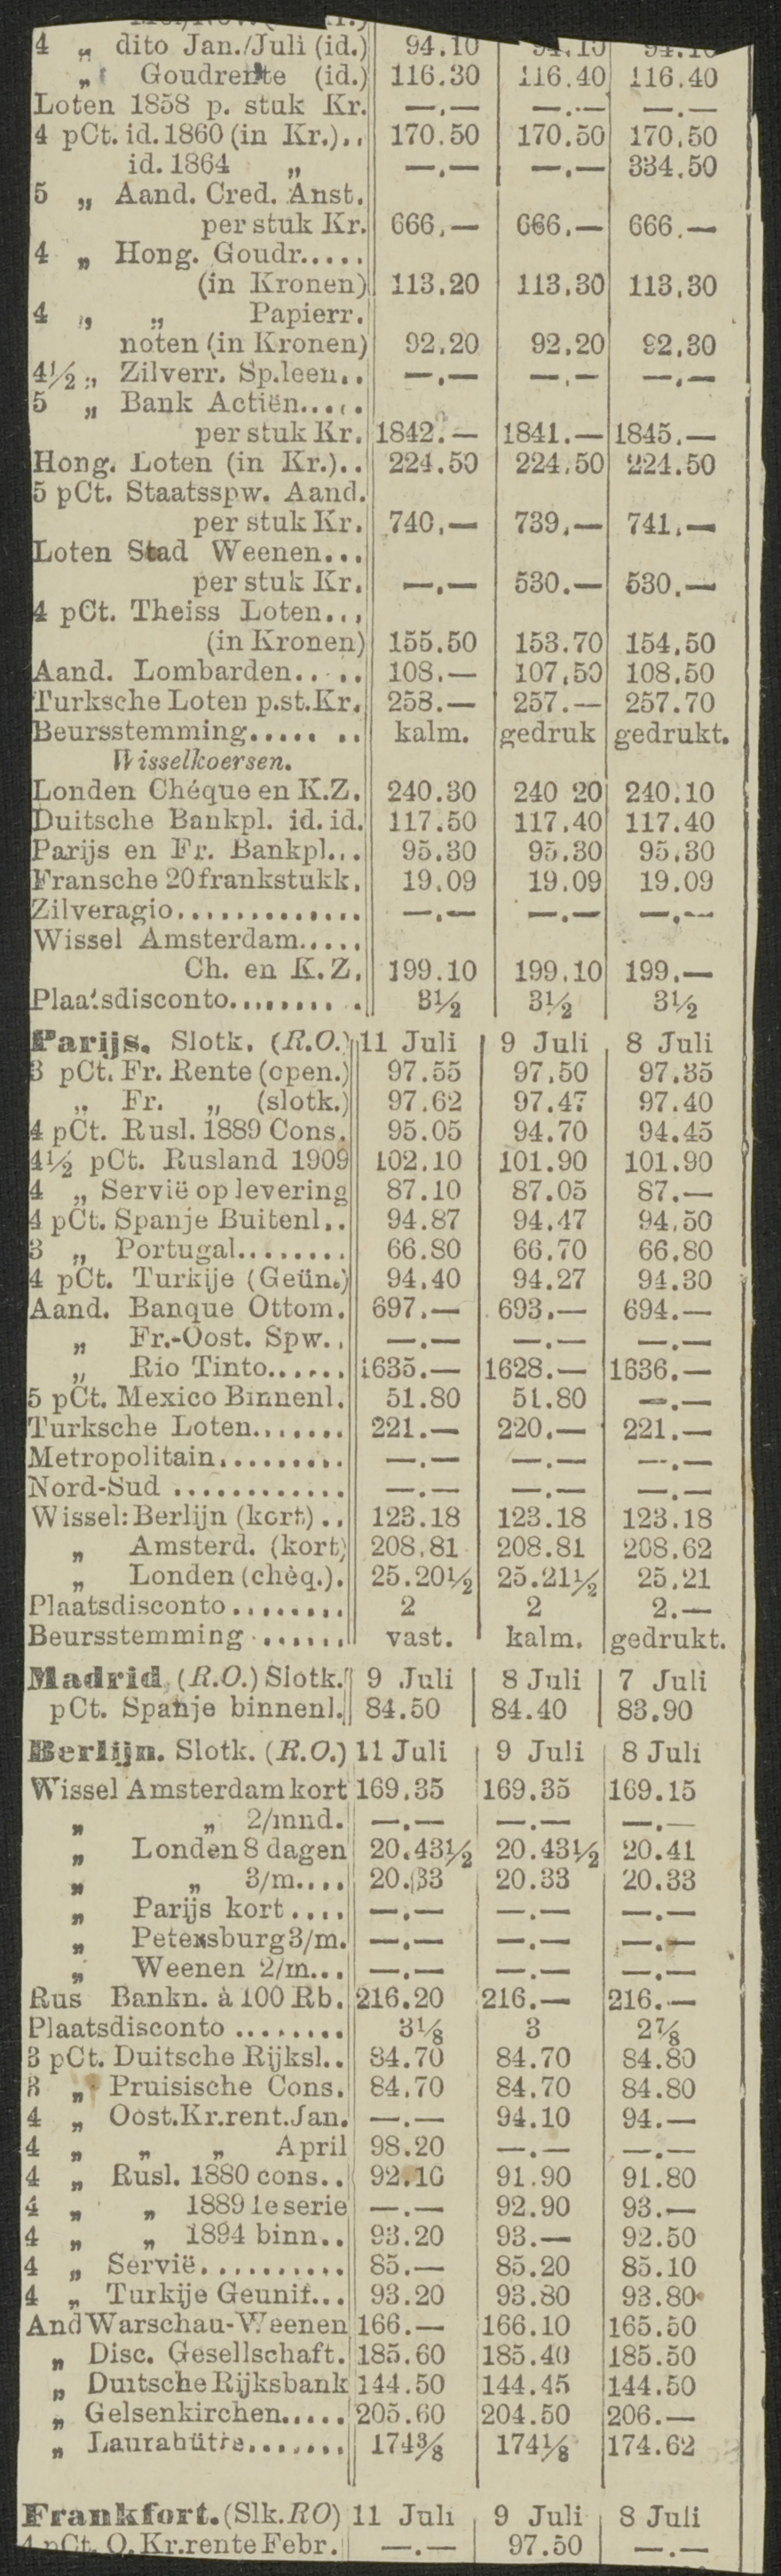 4 „ dito Jan./Juli (id.) 94.10 94.10 94.10
„ Goudrente (id.) 116.30 116.40 116.40
Loten 1858 p. stuk Kr. —.— —.— —.—
4 pCt. id. 1860 (in Kr.).. 170.50 170.50 170.50
id. 1864 „ —.— —.— 334.50
5 „ Aand. Cred. Anst.
per stuk Kr. 666.— 666.— 666.—
4 „ Hong. Goudr.....
(in Kronen) 113.20 113.30 113.30
4 „ „ Papierr.
noten (in Kronen) 92.20 92.20 92.30
4½ „ Zilverr. Sp.leen.. —.— —.— —.—
5 „ Bank Actiën.....
per stuk Kr. 1842.— 1841.— 1845.—
Hong. Loten (in Kr.).. 224.50 224.50 224.50
5 pCt. Staatsspw. Aand.
per stuk Kr. 740.— 739.— 741.—
Loten Stad Weenen...
per stuk Kr. —.— 530.— 530.—
4 pCt. Theiss Loten...
(in Kronen) 155.50 153.70 154.50
Aand. Lombarden.. .. 108.— 107.50 108.50
Turksche Loten p.st.Kr. 258.— 257.— 257.70
Beursstemming..... .. kalm. gedruk gedrukt.
Wisselkoersen.
Londen Chéque en K.Z. 240.30 240 20 240.10
Duitsche Bankpl. id. id. 117.50 117.40 117.40
Parijs en Fr. Bankpl... 95.30 95.30 95.30
Fransche 20 frankstukk. 19.09 19.09 19.09
Zilveragio............. —.— —.— —.—
Wissel Amsterdam.....
Ch. en K.Z. 199.10 199.10 199.—
Plaatsdisconto........ . 3½ 3½ 3½
Parijs. Slotk. (R.O.) 11 Juli 9 Juli 8 Juli
3 pCt. Fr. Rente (open.) 97.55 97.50 97.35
„ Fr. „ (slotk.) 97.62 97.47 97.40
4 pCt. Rusl. 1889 Cons. 95.05 94.70 94.45
4½ pCt. Rusland 1909 102.10 101.90 101.90
4 „ Servië op levering 87.10 87.05 87.—
4 pCt. Spanje Buitenl.. 94.87 94.47 94.50
3 „ Portugal........ 66.80 66.70 66.80
4 pCt. Turkije (Geün.) 94.40 94.27 94.30
Aand. Banque Ottom. 697.— 693.— 694.—
„ Fr.-Oost. Spw.. —.— —.— —.—
„ Rio Tinto...... 1635.— 1628.— 1636.—
5 pCt. Mexico Binnenl. 51.80 51.80 —.—
Turksche Loten....... 221.— 220.— 221.—
Metropolitain......... —.— —.— —.—
Nord-Sud ............ —.— —.— —.—
Wissel: Berlijn (kort) .. 123.18 123.18 123.18
„ Amsterd. (kort) 208.81 208.81 208.62
„ Londen (chèq.). 25.20½ 25.21½ 25.21
Plaatsdisconto ........ 2 2 2.—
Beursstemming ...... vast. kalm. gedrukt.
Madrid (R.O.) Slotk. 9 Juli 8 Juli 7 Juli
pCt. Spanje binnenl. 84.50 84.40 83.90
Berlijn. Slotk. (R.O.) 11 Juli 9 Juli 8 Juli
Wissel Amsterdam kort 169.35 169.35 169.15
„ „ 2/mnd. —.— —.— —.—
„ Londen 8 dagen 20.43½ 20.43½ 20.41
„ „ 3/m.... 20.33 20.33 20.33
„ Parijs kort .... —.— —.— —.—
„ Petersburg 3/m. —.— —.— —.—
„ Weenen 2/m... —.— —.— —.—
Rus Bankn. à 100 Rb. 216.20 216.— 216.—
Plaatsdisconto ........ 3⅛ 3 2⅞
3 pCt. Duitsche Rijksl.. 84.70 84.70 84.80
3 „ Pruisische Cons. 84.70 84.70 84.80
4 „ Oost.Kr.rent.Jan. —.— 94.10 94.—
4 „ „ „ April 98.20 —.— —.—
4 „ Rusl. 1880 cons.. 92.10 91.90 91.80
4 „ „ 1889 1e serie —.— 92.90 93.—
4 „ „ 1894 binn.. 93.20 93.— 92.50
4 „ Servië.......... 85.— 85.20 85.10
4 „ Turkije Geunif... 93.20 93.80 93.80
And Warschau-Weenen 166.— 166.10 165.50
„ Disc. Gesellschaft. 185.60 185.40 185.50
„ Duitsche Rijksbank 144.50 144.45 144.50
„ Gelsenkirchen..... 205.60 204.50 206.—
„ Laurahütte....... 174⅜ 174⅛ 174.62
Frankfort. (Slk. RO) 11 Juli 9 Juli 8 Juli
4 pCt. O. Kr.rente Febr. —.— 97.50 —.—